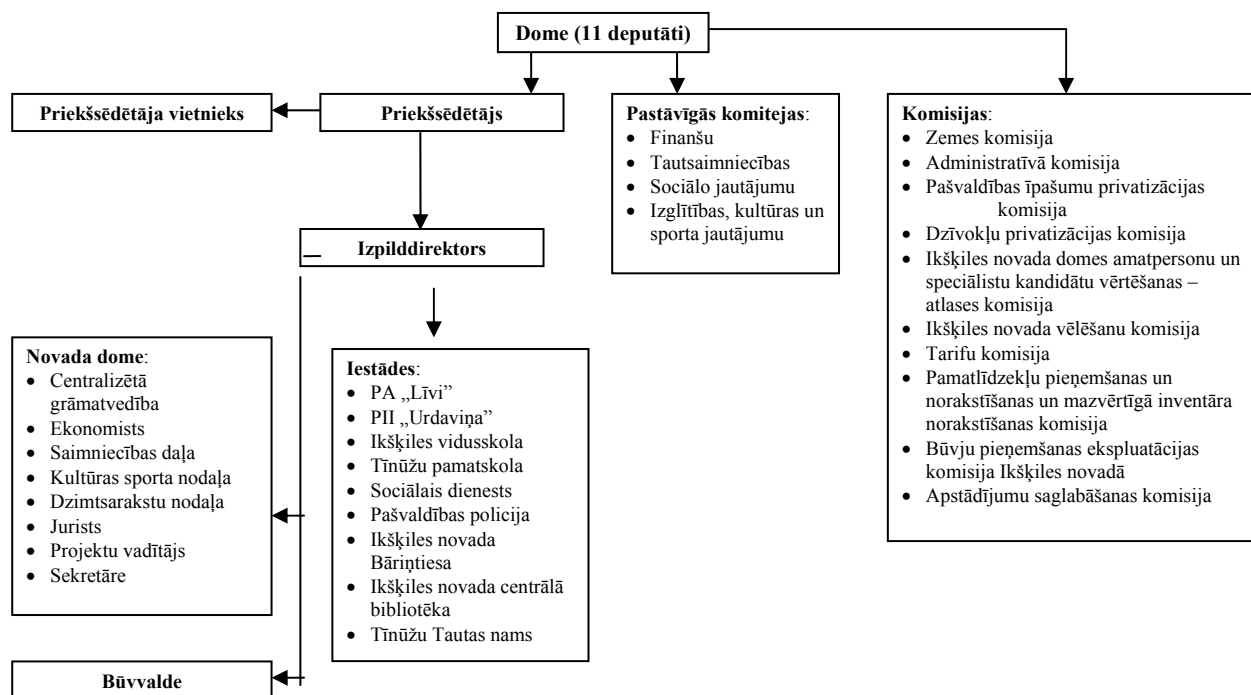 Dome (11 deputāti)
Priekšsēdētāja vietnieks
Priekšsēdētājs
Pastāvīgās komitejas:
• Finanšu
• Tautsaimniecības
• Sociālo jautājumu
• Izglītības, kultūras un
sporta jautājumu
Komisijas:
• Zemes komisija
• Administratīvā komisija
• Pašvaldības īpašumu privatizācijas
komisija
• Dzīvokļu privatizācijas komisija
• Ikšķiles novada domes amatpersonu un
speciālistu kandidātu vērtēšanas –
atlases komisija
• Ikšķiles novada vēlēšanu komisija
• Tarifu komisija
• Pamatlīdzekļu pieņemšanas un
norakstīšanas un mazvērtīgā inventāra
norakstīšanas komisija
• Būvju pieņemšanas ekspluatācijas
komisija Ikšķiles novadā
• Apstādījumu saglabāšanas komisija
Izpilddirektors
Novada dome:
• Centralizētā
grāmatvedība
• Ekonomists
• Saimniecības daļa
• Kultūras sporta nodaļa
• Dzimtsarakstu nodaļa
• Jurists
• Projektu vadītājs
• Sekretāre
Iestādes:
• PA „Līvi”
• PII „Urdaviņa”
• Ikšķiles vidusskola
• Tīnūžu pamatskola
• Sociālais dienests
• Pašvaldības policija
• Ikšķiles novada
Bāriņtiesa
• Ikšķiles novada centrālā
bibliotēka
• Tīnūžu Tautas nams
Būvvalde